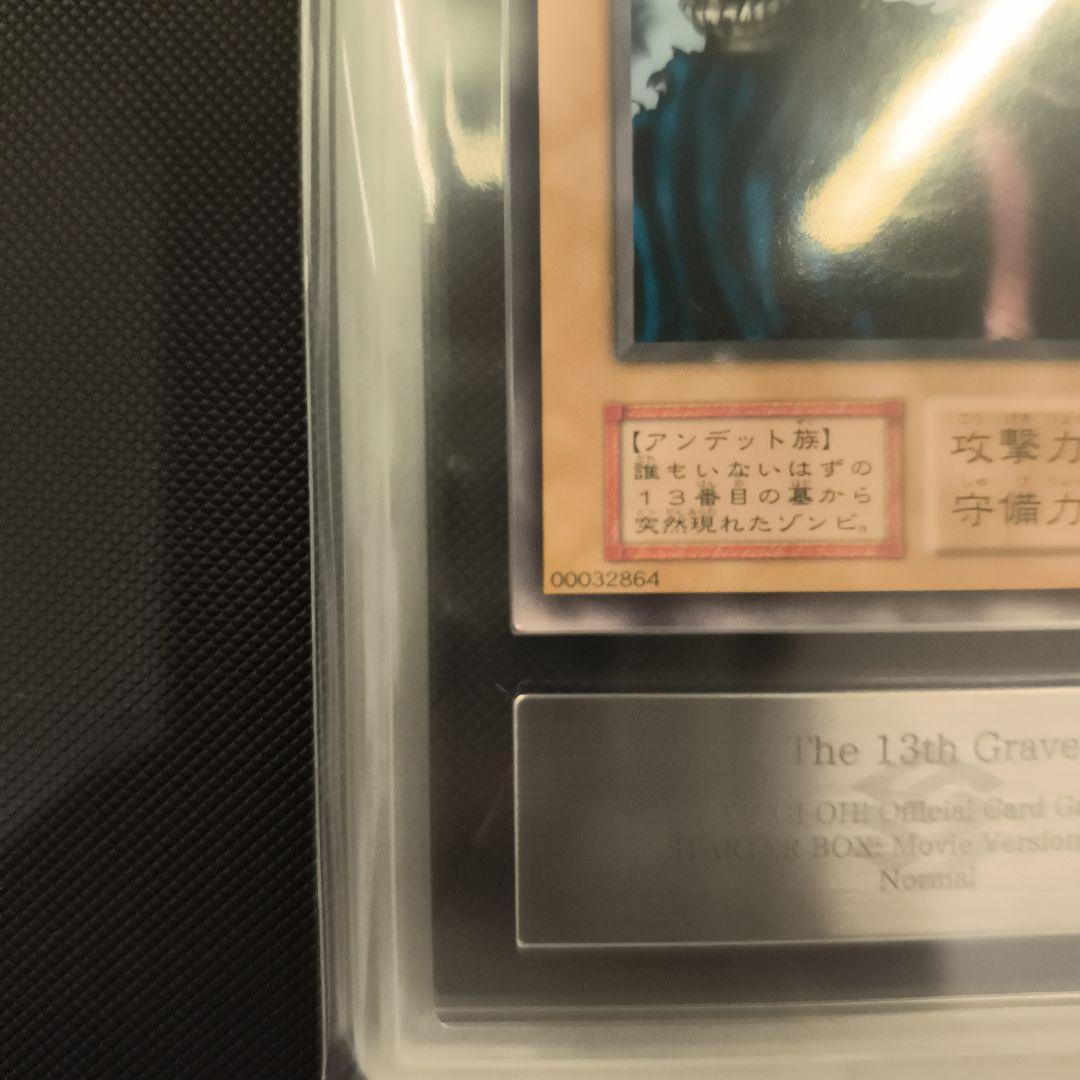 【アンデット族】
誰もいないはずの
１３番目の墓から
突然現れたゾンビ。
攻撃力
守備力
00032864
The 13th Grave
YU-GI-OH! Official Card
STARTER BOX: Movie Version
Normal